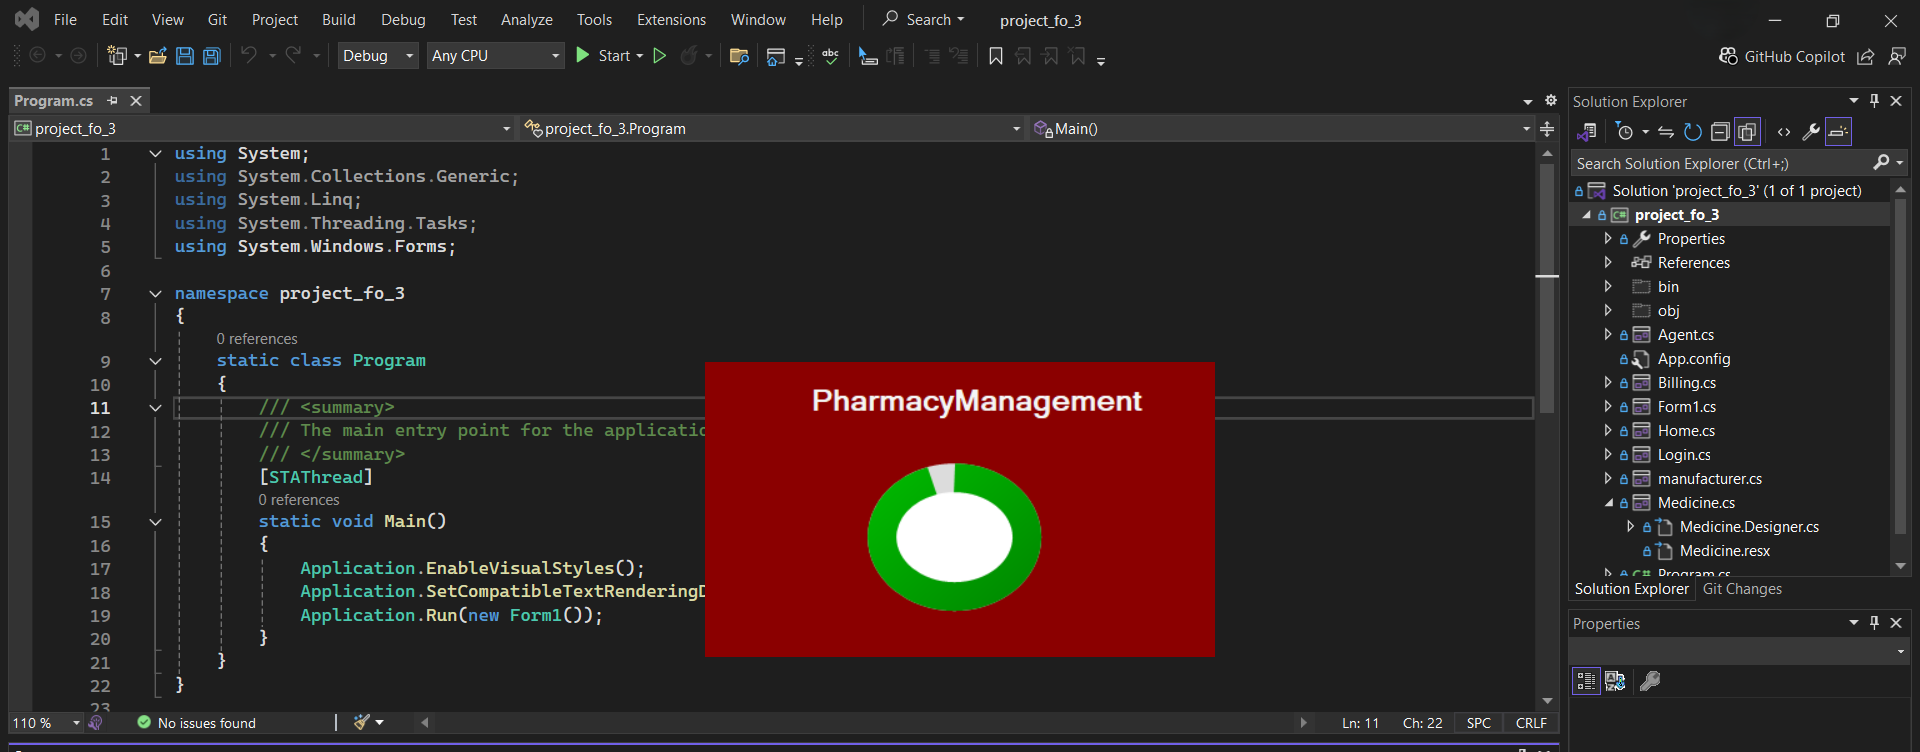 File Edit View Git Project Build Debug Test Analyze Tools Extensions Window Help Search project_fo_3
Debug Any CPU Start GitHub Copilot
Program.cs
project_fo_3 project_fo_3.Program Main()
1 using System;
2 using System.Collections.Generic;
3 using System.Linq;
4 using System.Threading.Tasks;
5 using System.Windows.Forms;
6
7 namespace project_fo_3
8 {
0 references
9 static class Program
10 {
11 /// <summary>
12 /// The main entry point for the applicatio
13 /// </summary>
14 [STAThread]
0 references
15 static void Main()
16 {
17 Application.EnableVisualStyles();
18 Application.SetCompatibleTextRenderingD
19 Application.Run(new Form1());
20 }
21 }
22 }
23
PharmacyManagement
110 % No issues found Ln: 11 Ch: 22 SPC CRLF
Solution Explorer
Search Solution Explorer (Ctrl+;)
Solution 'project_fo_3' (1 of 1 project)
project_fo_3
Properties
References
bin
obj
Agent.cs
App.config
Billing.cs
Form1.cs
Home.cs
Login.cs
manufacturer.cs
Medicine.cs
Medicine.Designer.cs
Medicine.resx
Program.cs
Solution Explorer Git Changes
Properties